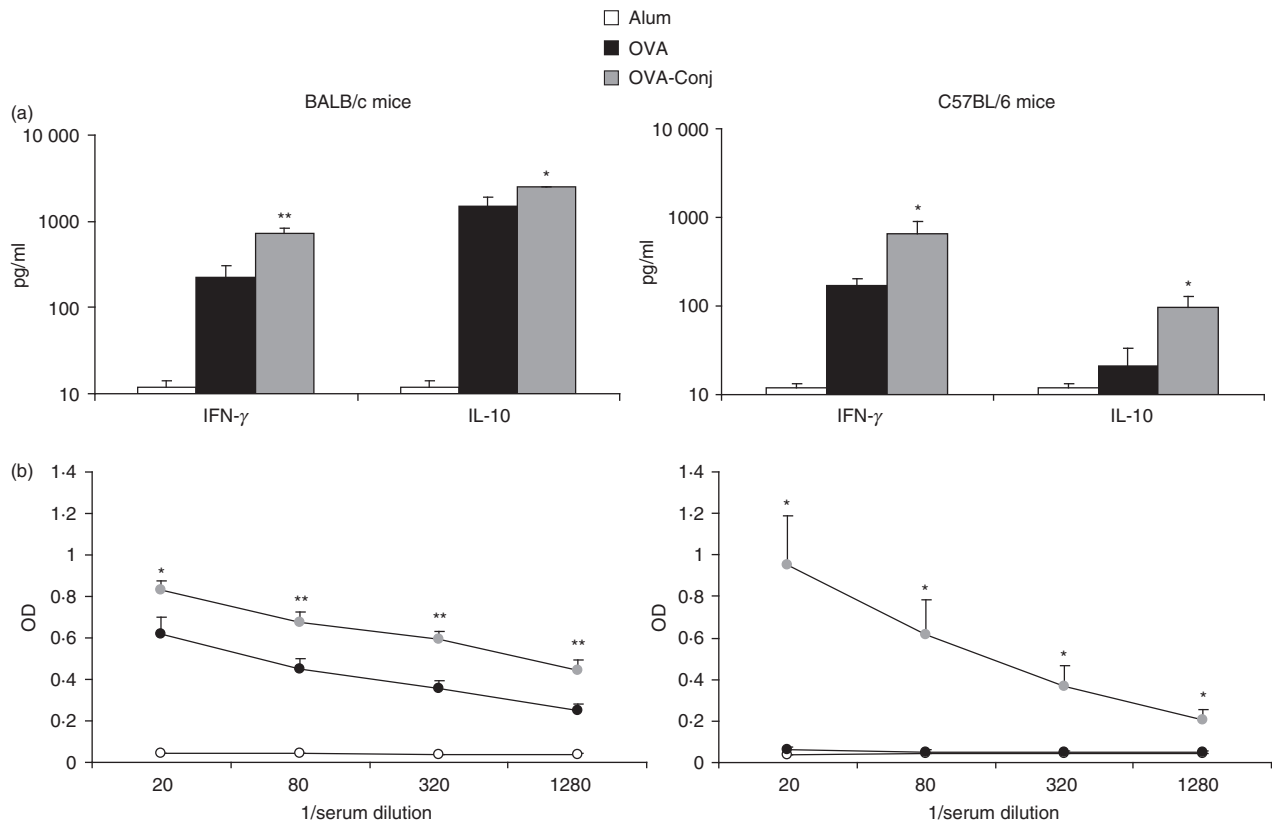 Alum
OVA
OVA-Conj
(a)
BALB/c mice
C57BL/6 mice
10 000
1000
100
10
pg/ml
**
*
IFN-γ
IL-10
10 000
1000
100
10
pg/ml
*
*
IFN-γ
IL-10
(b)
1·4
1·2
1
0·8
0·6
0·4
0·2
0
OD
*
**
**
**
20 80 320 1280
1/serum dilution
1·4
1·2
1
0·8
0·6
0·4
0·2
0
OD
*
*
*
*
20 80 320 1280
1/serum dilution